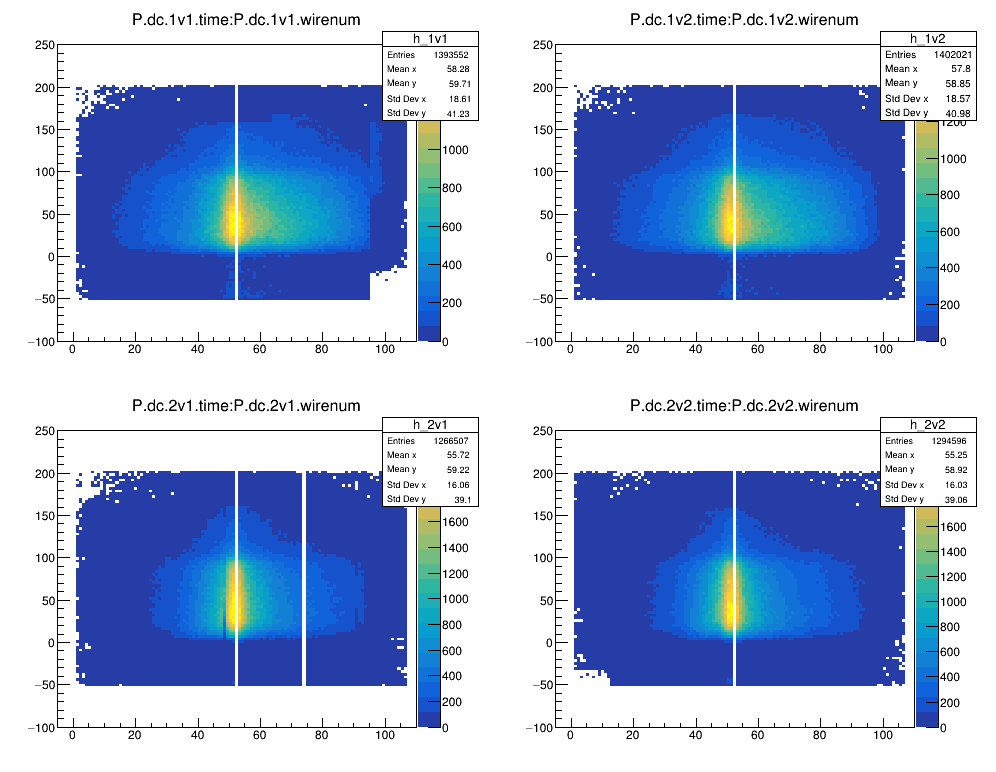 P.dc.1v1.time:P.dc.1v1.wirenum
h_1v1
Entries 1393552
Mean x 58.28
Mean y 59.71
Std Dev x 18.61
Std Dev y 41.23
250
200
150
100
50
0
−50
−100
0 20 40 60 80 100
1000
800
600
400
200
0
P.dc.1v2.time:P.dc.1v2.wirenum
h_1v2
Entries 1402021
Mean x 57.8
Mean y 58.85
Std Dev x 18.57
Std Dev y 40.98
250
200
150
100
50
0
−50
−100
0 20 40 60 80 100
1200
1000
800
600
400
200
0
P.dc.2v1.time:P.dc.2v1.wirenum
h_2v1
Entries 1266507
Mean x 55.72
Mean y 59.22
Std Dev x 16.06
Std Dev y 39.1
250
200
150
100
50
0
−50
−100
0 20 40 60 80 100
1600
1400
1200
1000
800
600
400
200
0
P.dc.2v2.time:P.dc.2v2.wirenum
h_2v2
Entries 1294596
Mean x 55.25
Mean y 58.92
Std Dev x 16.03
Std Dev y 39.06
250
200
150
100
50
0
−50
−100
0 20 40 60 80 100
1600
1400
1200
1000
800
600
400
200
0